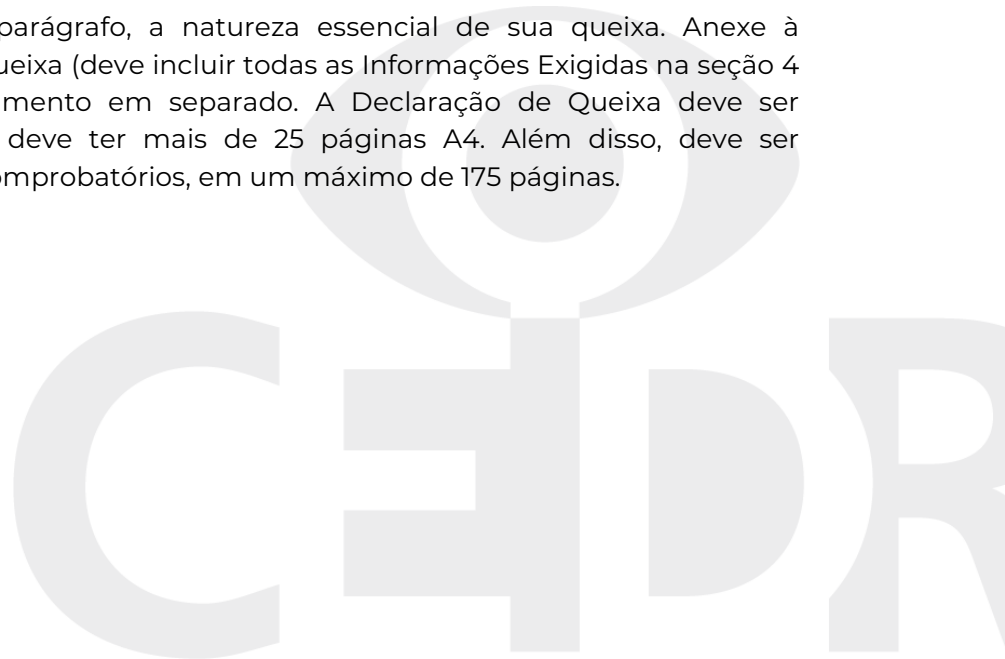 parágrafo, a natureza essencial de sua queixa. Anexe à
ueixa (deve incluir todas as Informações Exigidas na seção 4
mento em separado. A Declaração de Queixa deve ser
deve ter mais de 25 páginas A4. Além disso, deve ser
omprobatórios, em um máximo de 175 páginas.
CEDR